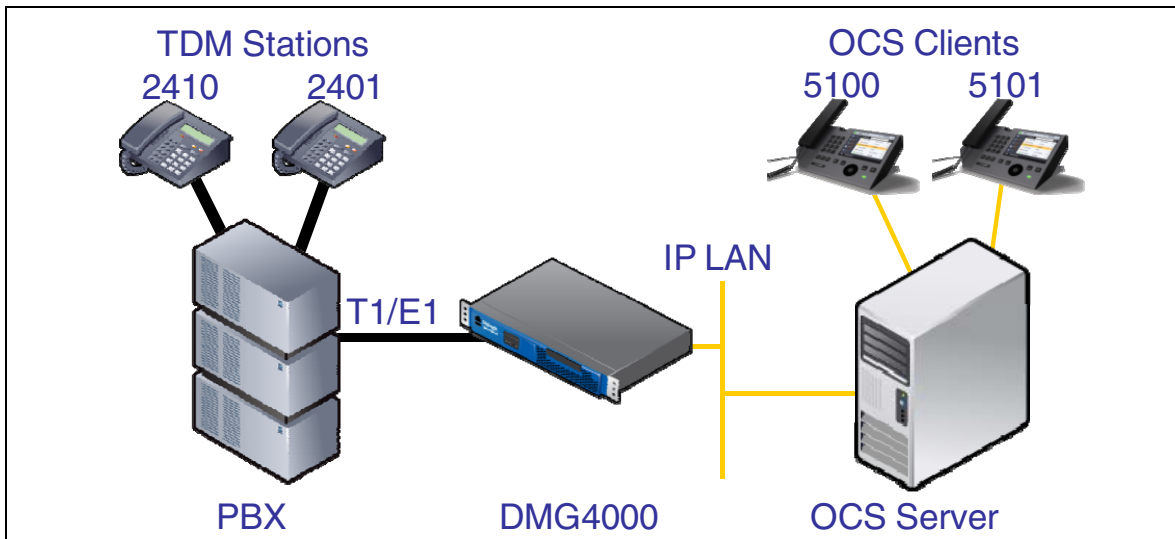 TDM Stations
2410 2401
OCS Clients
5100 5101
IP LAN
T1/E1
PBX
DMG4000
OCS Server